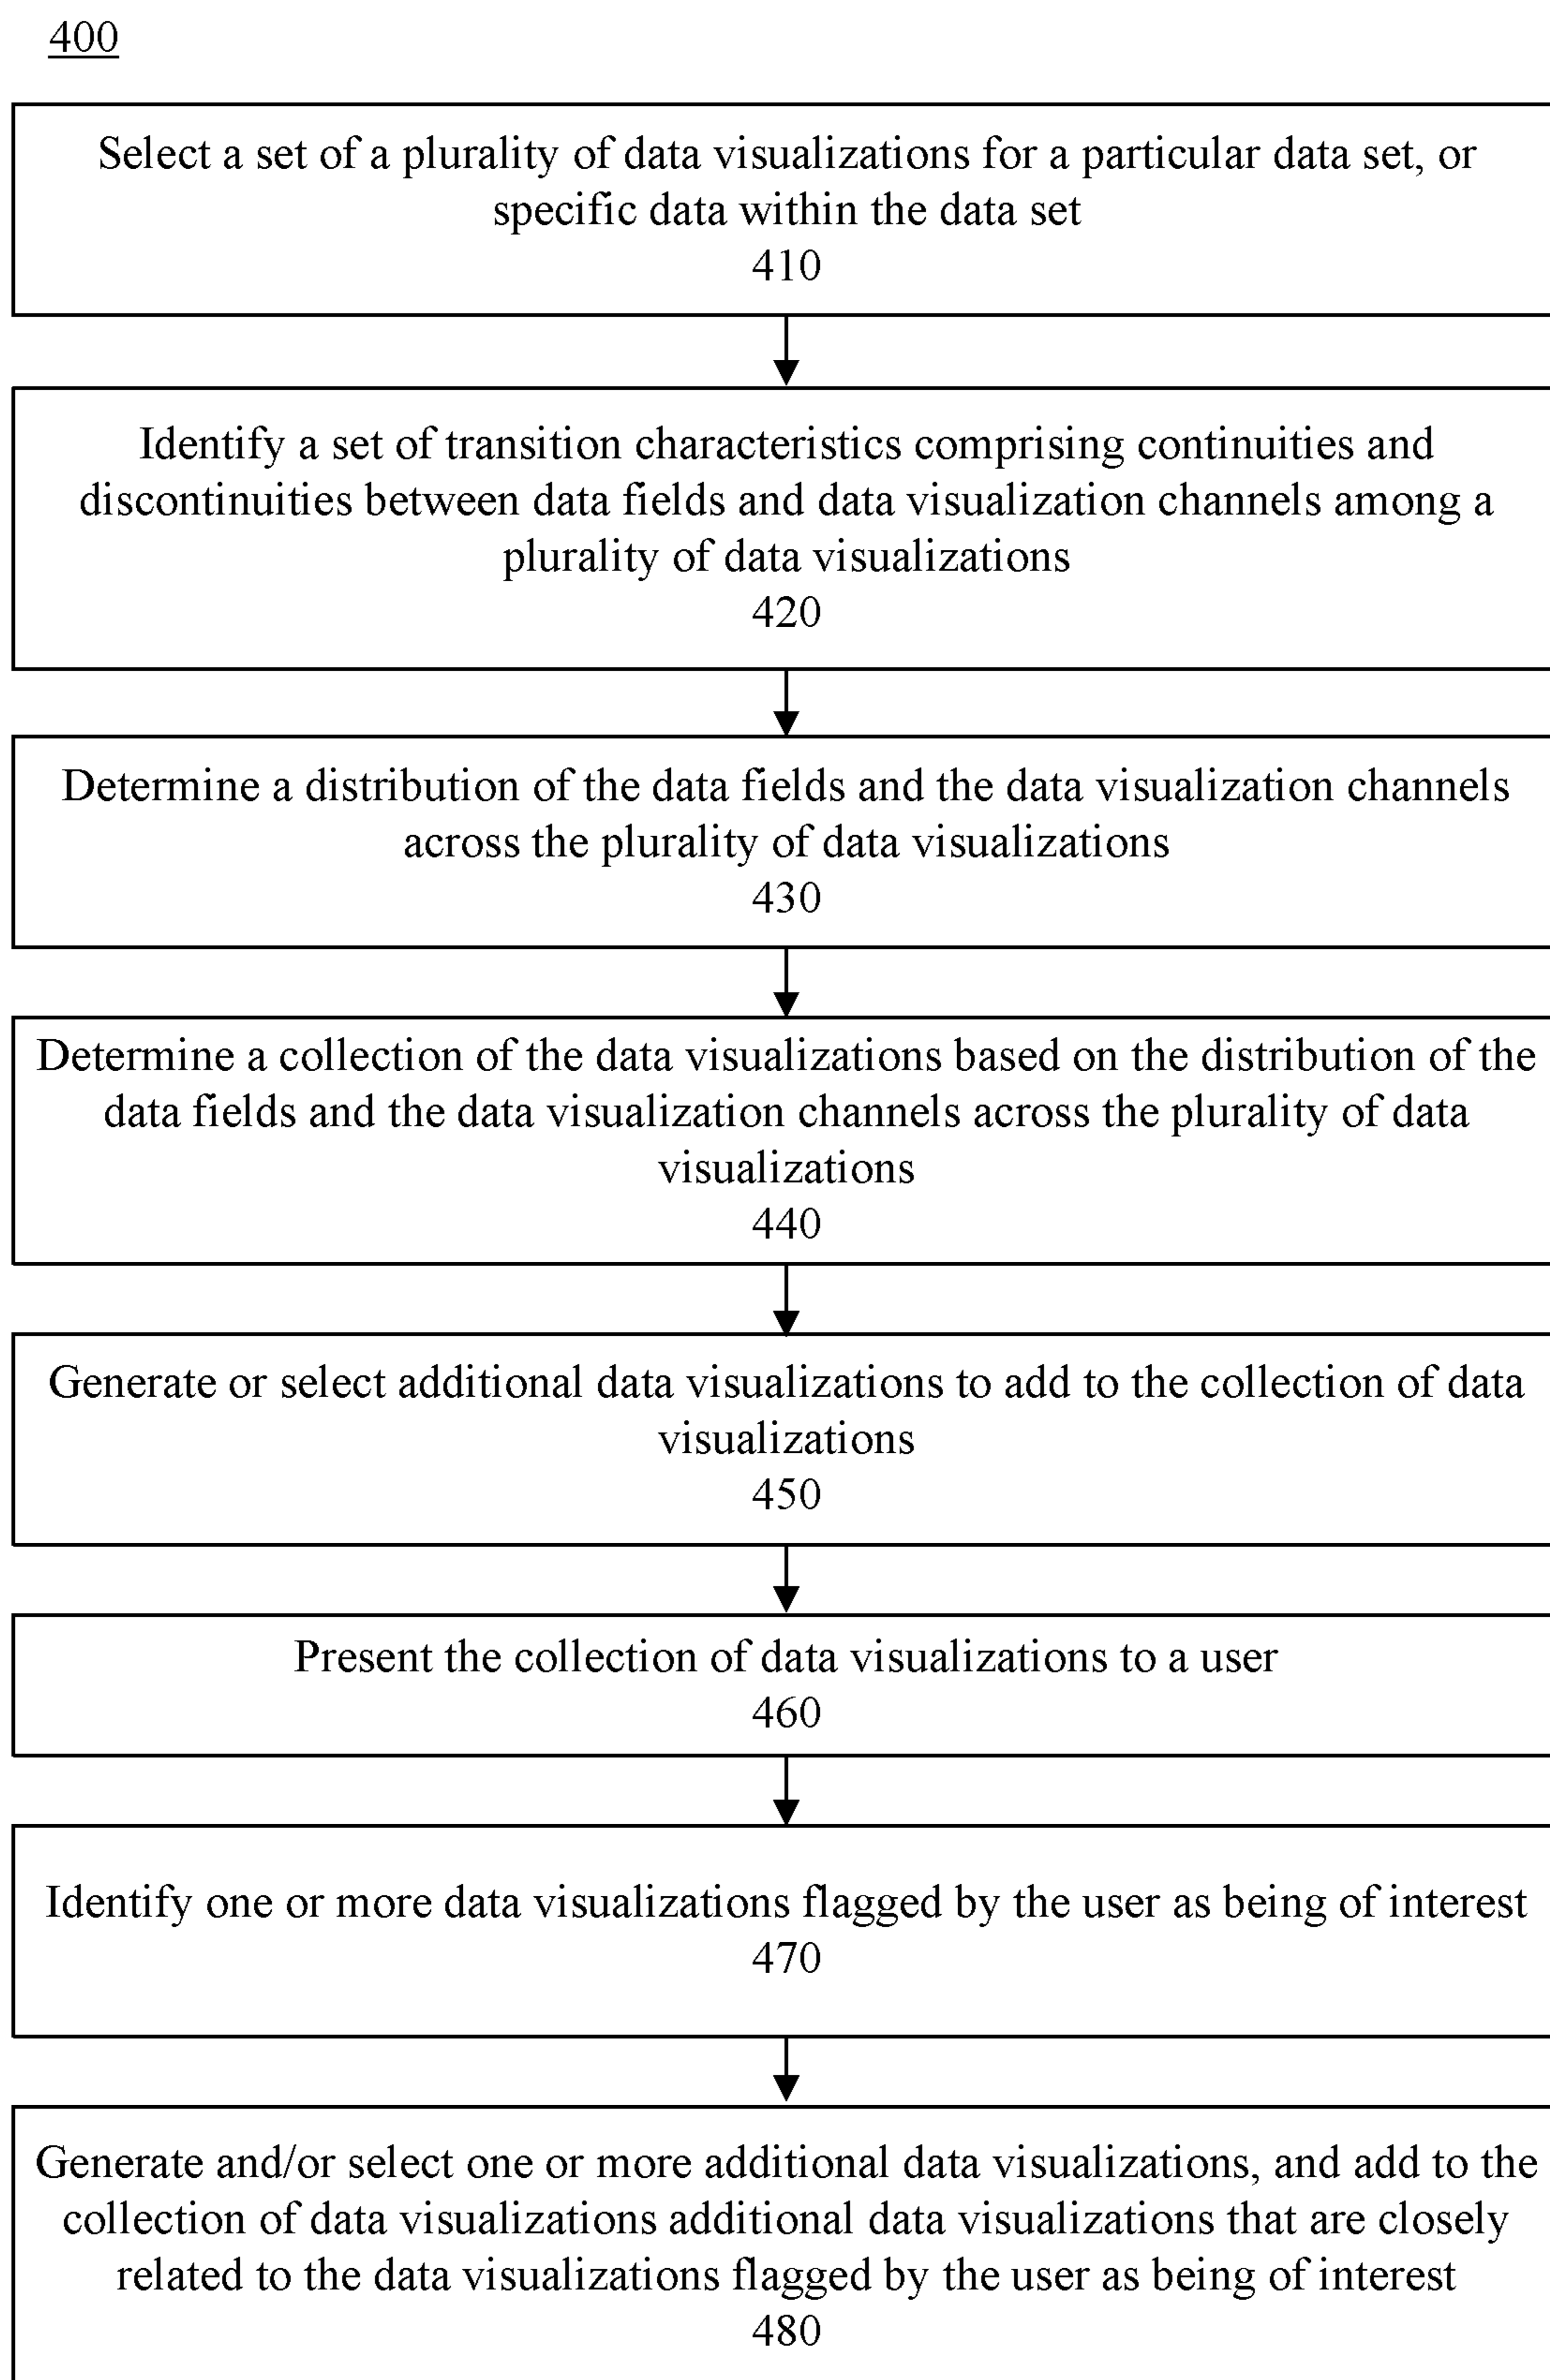 400
Select a set of a plurality of data visualizations for a particular data set, or
specific data within the data set
410
Identify a set of transition characteristics comprising continuities and
discontinuities between data fields and data visualization channels among a
plurality of data visualizations
420
Determine a distribution of the data fields and the data visualization channels
across the plurality of data visualizations
430
Determine a collection of the data visualizations based on the distribution of the
data fields and the data visualization channels across the plurality of data
visualizations
440
Generate or select additional data visualizations to add to the collection of data
visualizations
450
Present the collection of data visualizations to a user
460
Identify one or more data visualizations flagged by the user as being of interest
470
Generate and/or select one or more additional data visualizations, and add to the
collection of data visualizations additional data visualizations that are closely
related to the data visualizations flagged by the user as being of interest
480